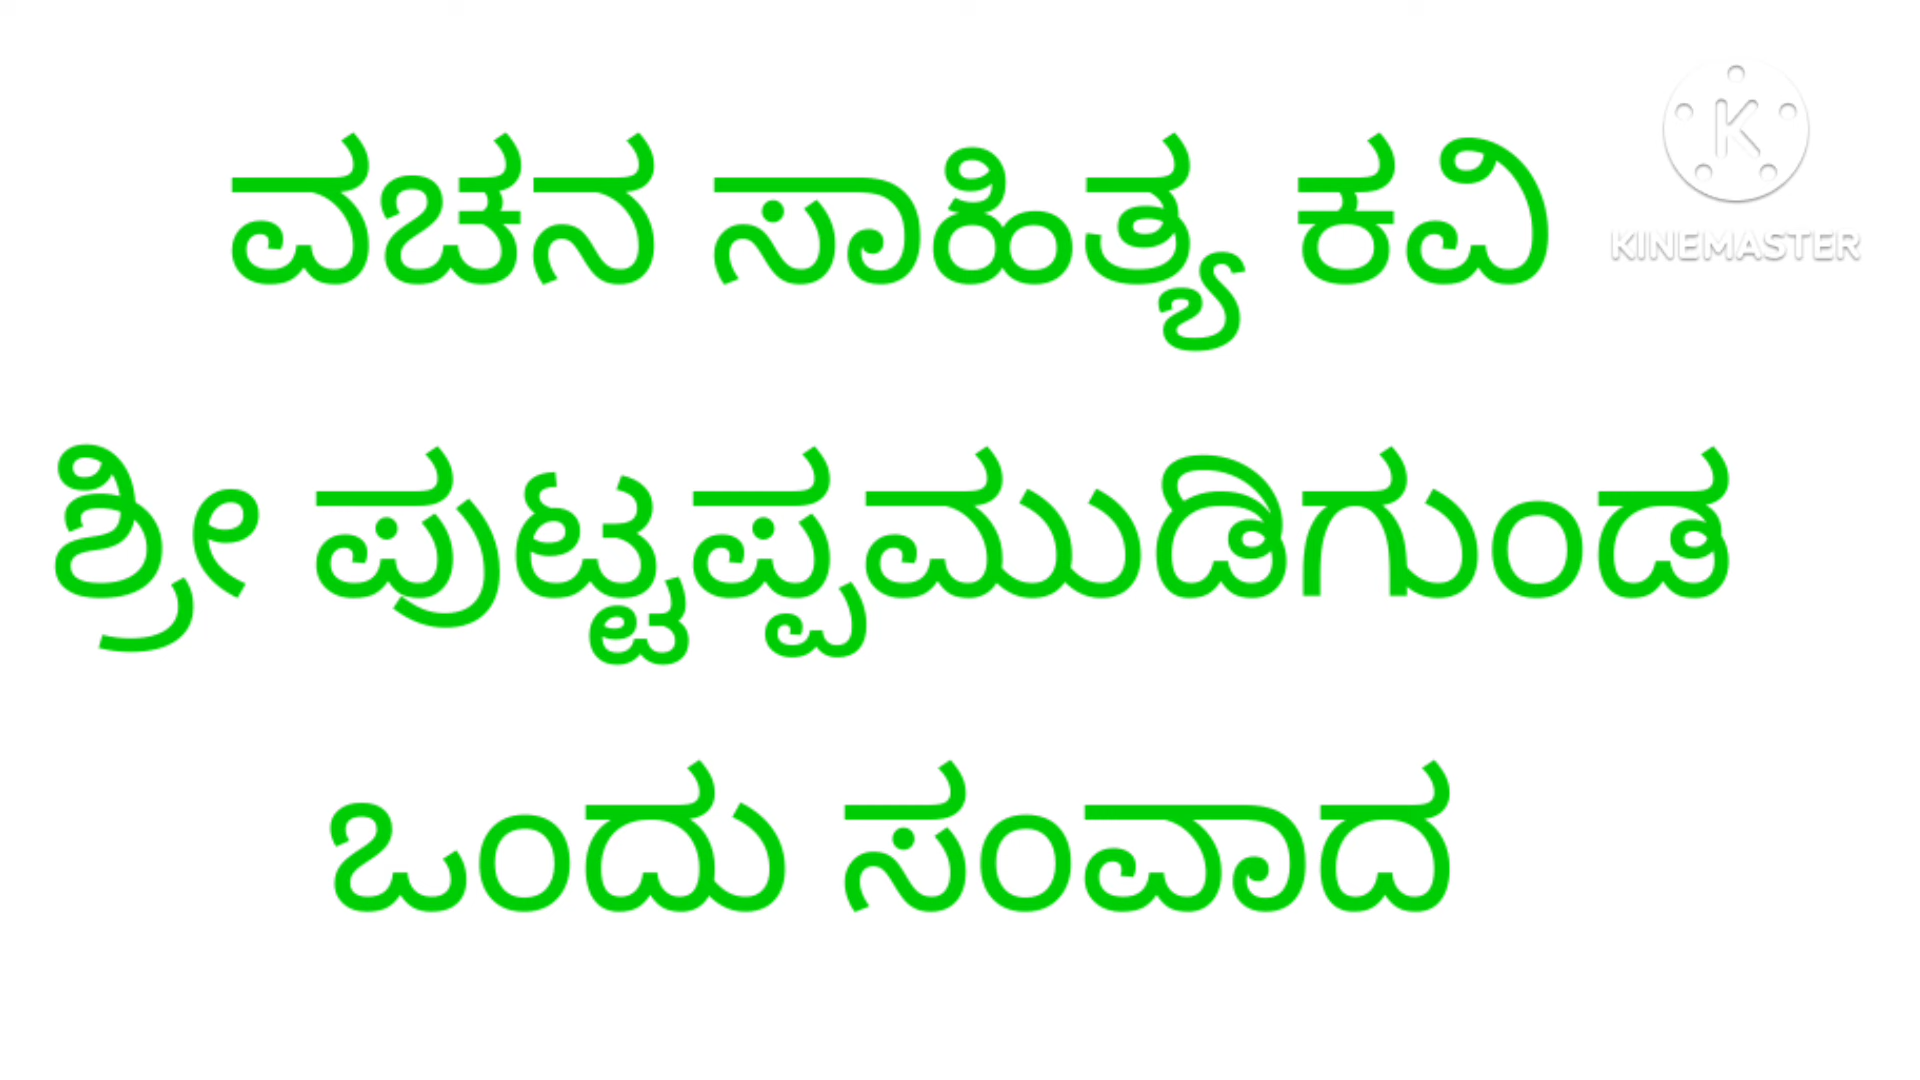 ವಚನ ಸಾಹಿತ್ಯ ಕವಿ
K
KINEMASTER
ಶ್ರೀ ಪುಟ್ಟಪ್ಪಮುಡಿಗುಂಡ
ಒಂದು ಸಂವಾದ